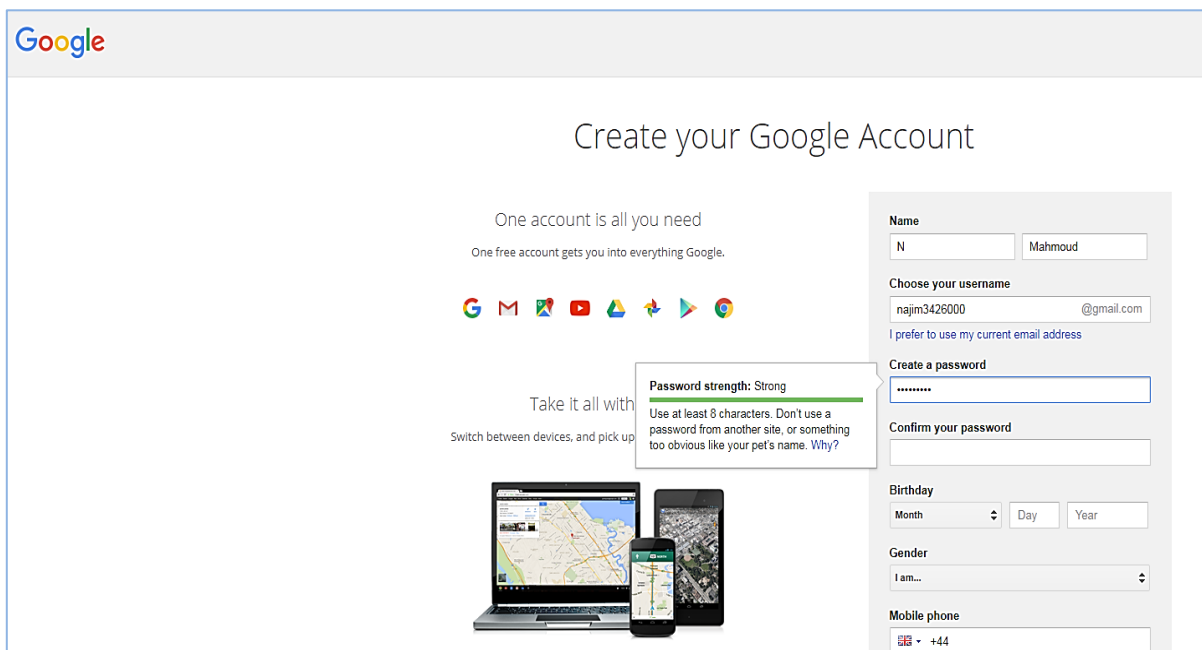 Google
Create your Google Account
One account is all you need
One free account gets you into everything Google.
Take it all with
Switch between devices, and pick up
Name
N Mahmoud
Choose your username
najim3426000 @gmail.com
I prefer to use my current email address
Create a password
•••••••••
Password strength: Strong
Use at least 8 characters. Don't use a
password from another site, or something
too obvious like your pet's name. Why?
Confirm your password
Birthday
Month Day Year
Gender
I am...
Mobile phone
+44